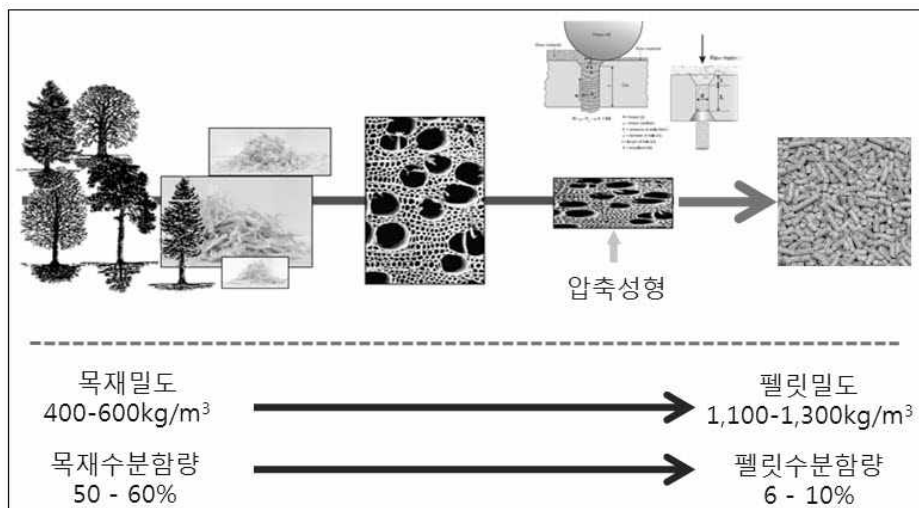 압축성형
목재밀도
400-600kg/m³
펠릿밀도
1,100-1,300kg/m³
목재수분함량
50 - 60%
펠릿수분함량
6 - 10%